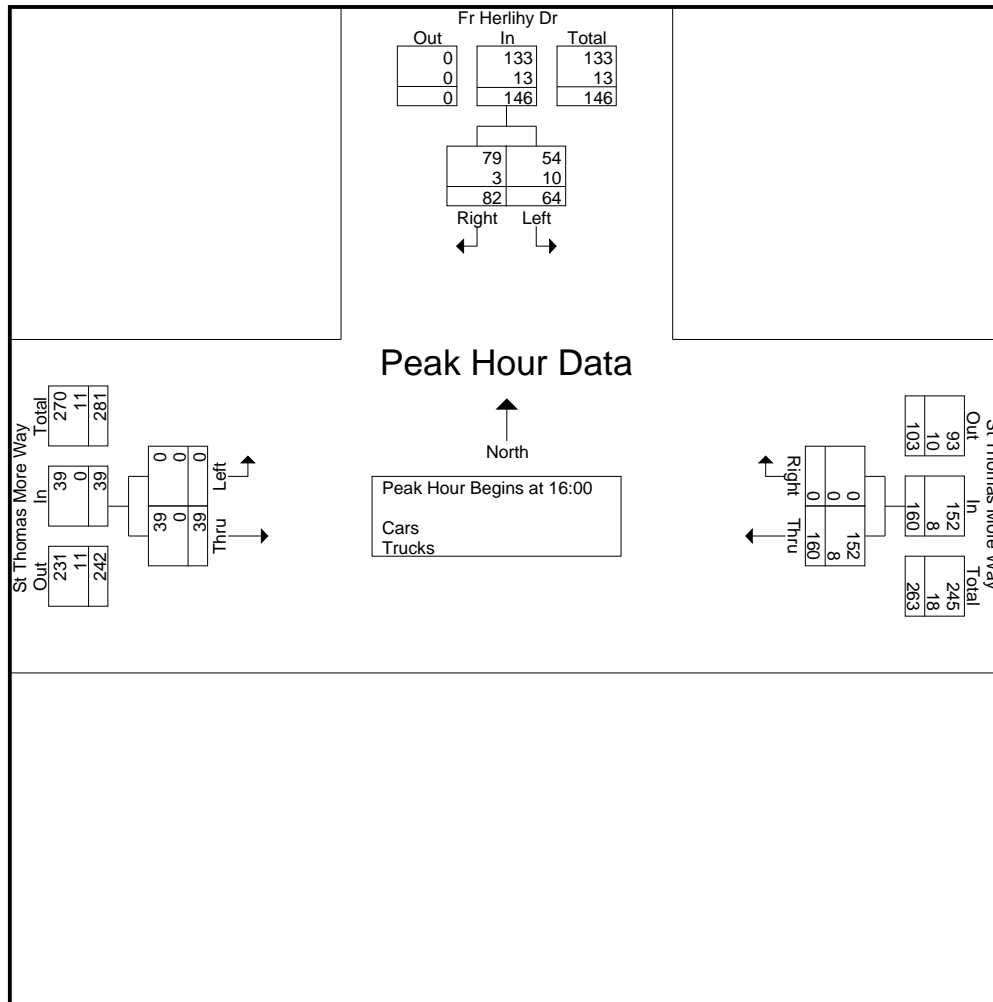 Fr Herlihy Dr
Out In Total
0 133 133
0 13 13
0 146 146
79 54
3 10
82 64
Right Left
Peak Hour Data
North
Peak Hour Begins at 16:00
Cars
Trucks
St Thomas More Way
Out In Total
231 39 270
11 0 11
242 39 281
Thru Left
39 0
0 0
39 0
St Thomas More Way
Out In Total
93 152 245
10 8 18
103 160 263
Right Thru
0 152
0 8
0 160